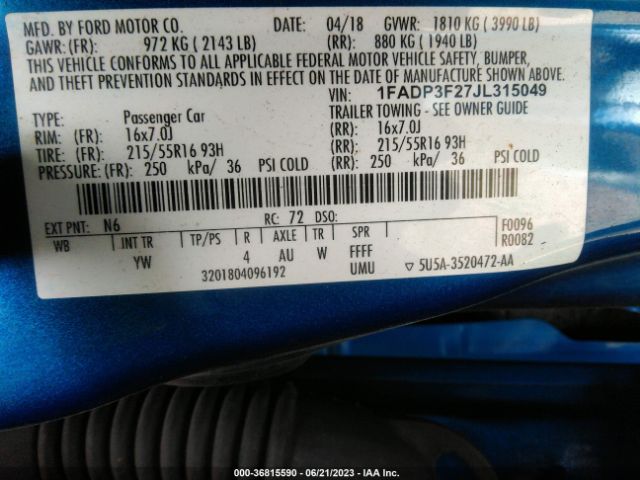 MFD. BY FORD MOTOR CO. DATE: 04/18 GVWR: 1810 KG ( 3990 LB)
GAWR: (FR): 972 KG ( 2143 LB) (RR): 880 KG ( 1940 LB)
THIS VEHICLE CONFORMS TO ALL APPLICABLE FEDERAL MOTOR VEHICLE SAFETY, BUMPER,
AND THEFT PREVENTION STANDARDS IN EFFECT ON THE DATE OF MANUFACTURE SHOWN ABOVE.
VIN: 1FADP3F27JL315049
TYPE: Passenger Car TRAILER TOWING - SEE OWNER GUIDE
RIM: (FR): 16x7.0J (RR): 16x7.0J
TIRE: (FR): 215/55R16 93H (RR): 215/55R16 93H
PRESSURE: (FR): 250 kPa/ 36 PSI COLD (RR): 250 kPa/ 36 PSI COLD
EXT PNT: N6 RC: 72 DSO: F0096
WB INT TR TP/PS R AXLE TR SPR R0082
YW 4 AU W FFFF
3201804096192 UMU ▽ 5U5A-3520472-AA
000-36815590 - 06/21/2023 - IAA Inc.